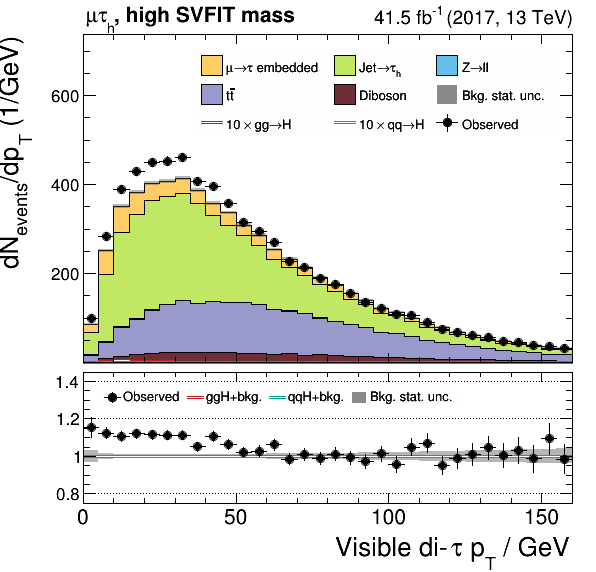 μτh, high SVFIT mass
41.5 fb-1 (2017, 13 TeV)
dNevents/dpT (1/GeV)
600
400
200
μ→τ embedded
Jet→τh
Z→ll
tt̄
Diboson
Bkg. stat. unc.
10 × gg→H
10 × qq→H
Observed
1.4
1.2
1
0.8
Observed
ggH+bkg.
qqH+bkg.
Bkg. stat. unc.
0
50
100
150
Visible di-τ pT / GeV